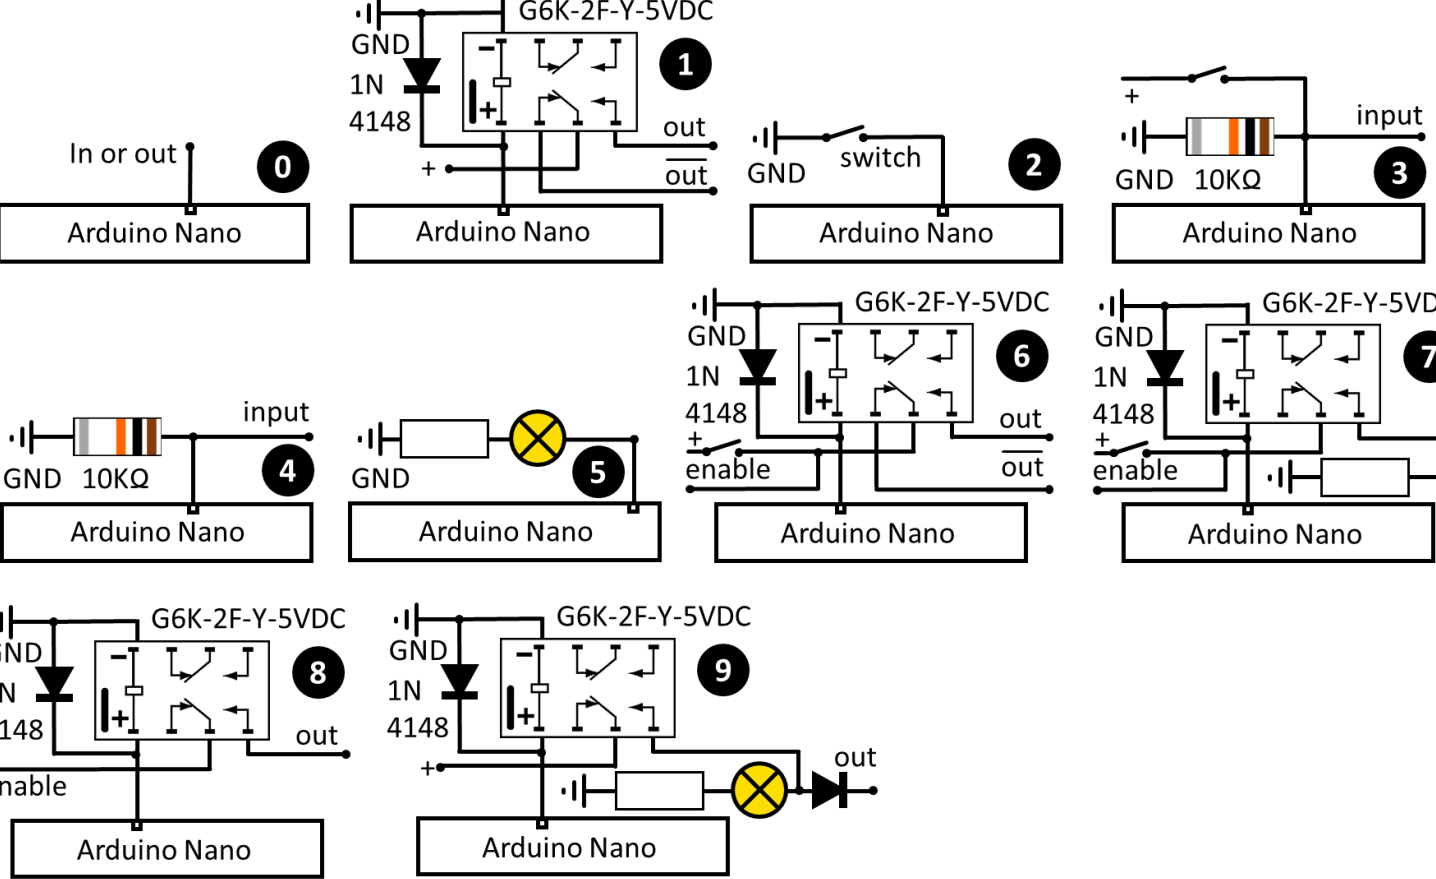 In or out
0
Arduino Nano
G6K-2F-Y-5VDC
GND
1N
4148
1
+
out
out
+
Arduino Nano
GND
switch
2
Arduino Nano
+
input
GND
10KΩ
3
Arduino Nano
input
GND
10KΩ
4
Arduino Nano
GND
5
Arduino Nano
G6K-2F-Y-5VDC
GND
1N
4148
6
+
+
enable
out
out
Arduino Nano
G6K-2F-Y-5VD
GND
1N
4148
7
+
+
enable
Arduino Nano
G6K-2F-Y-5VDC
GND
N
148
8
+
out
nable
Arduino Nano
G6K-2F-Y-5VDC
GND
1N
4148
9
+
+
out
Arduino Nano